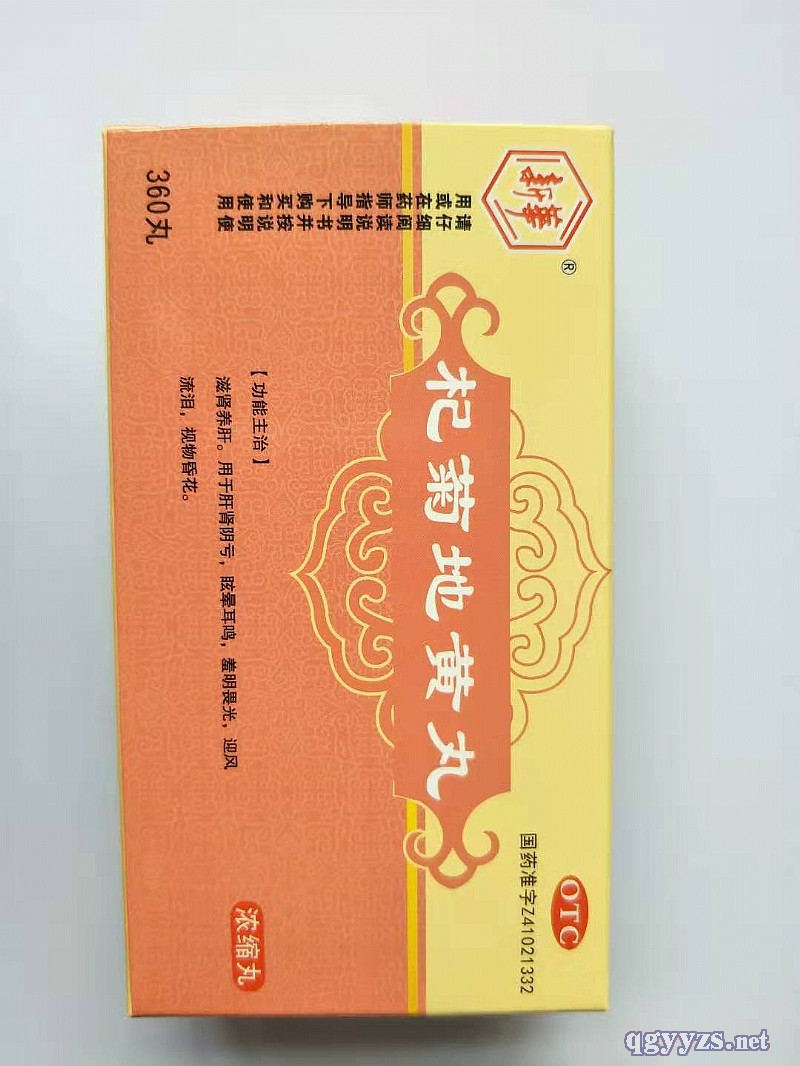 ®
OTC
国药准字Z41021332
杞菊地黄丸
请仔细阅读说明书并按说明使
用或在药师指导下购买和使用
【功能主治】
滋肾养肝。用于肝肾阴亏，眩晕耳鸣，羞明畏光，迎风
流泪，视物昏花。
360丸
浓缩丸
qgyyzs.net